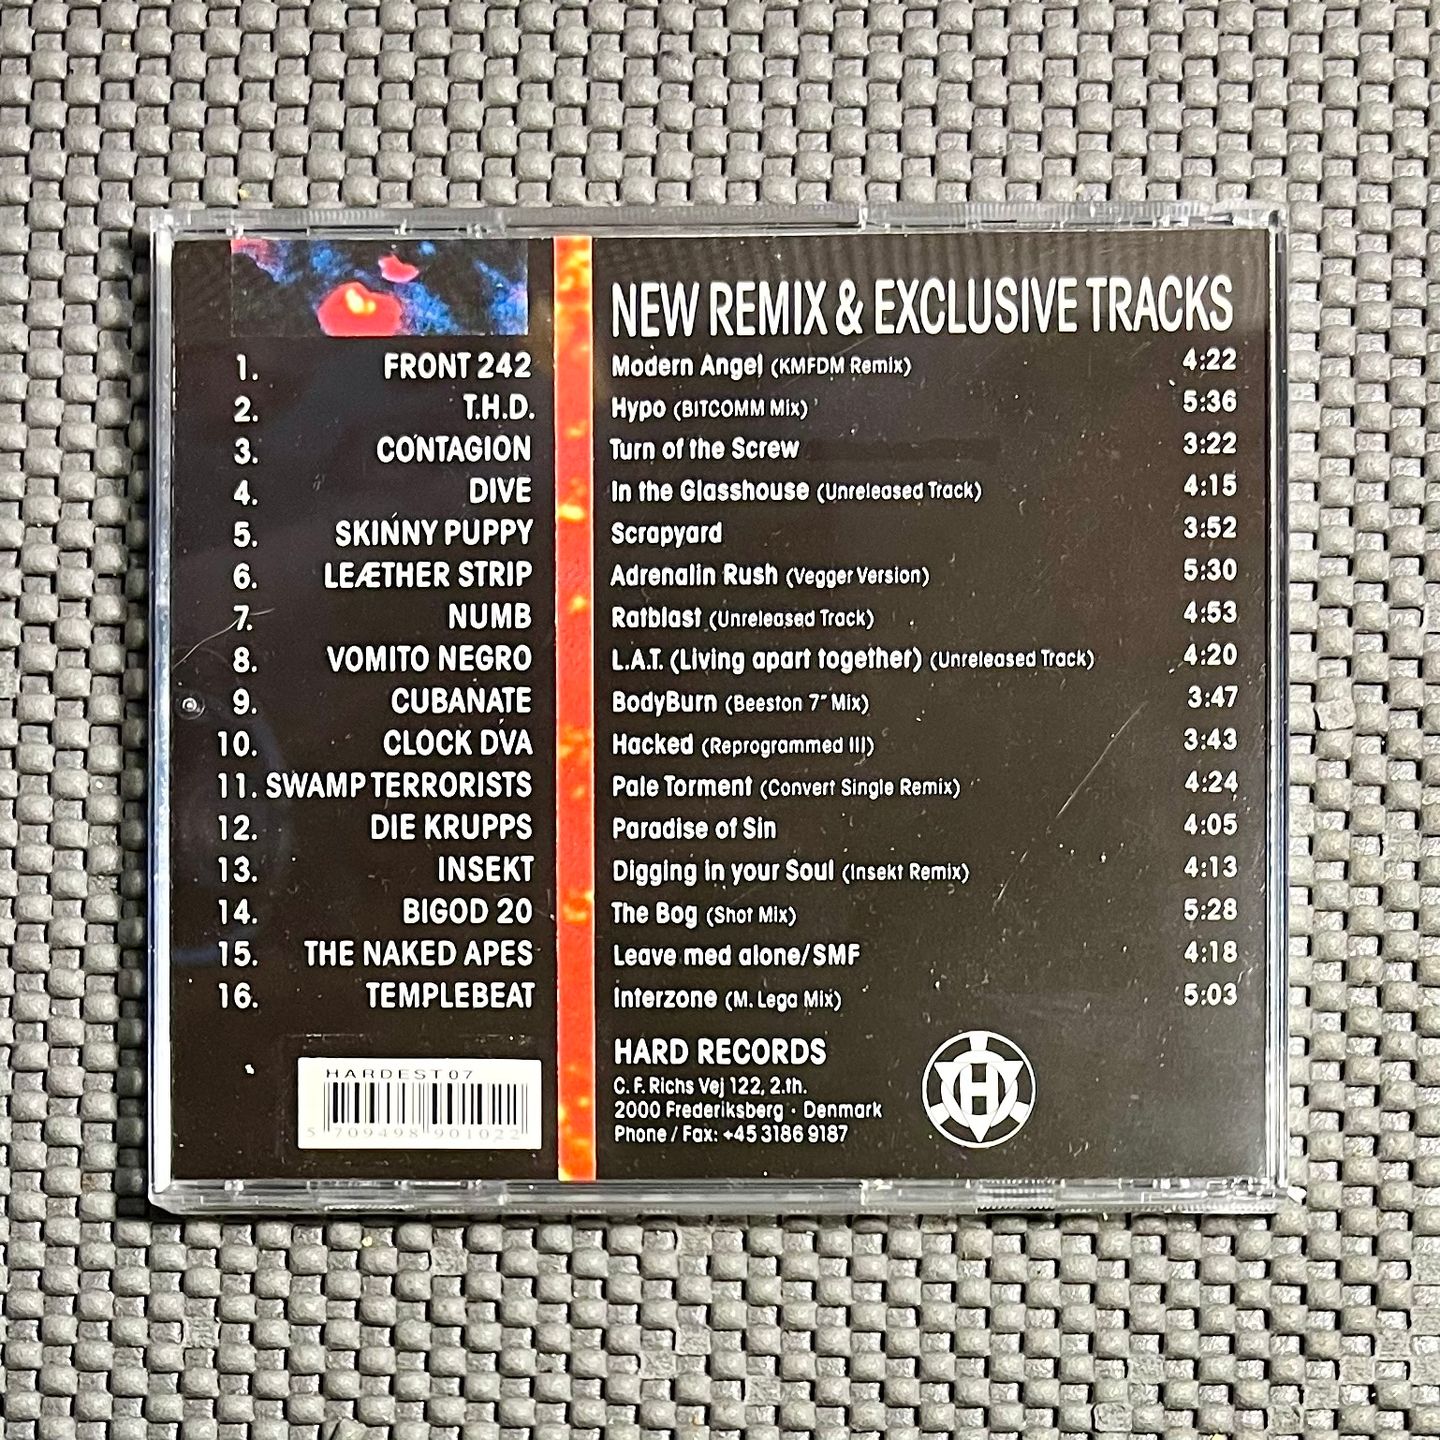 NEW REMIX & EXCLUSIVE TRACKS
1. FRONT 242 Modern Angel (KMFDM Remix) 4:22
2. T.H.D. Hypo (BITCOMM Mix) 5:36
3. CONTAGION Turn of the Screw 3:22
4. DIVE In the Glasshouse (Unreleased Track) 4:15
5. SKINNY PUPPY Scrapyard 3:52
6. LEÆTHER STRIP Adrenalin Rush (Vegger Version) 5:30
7. NUMB Ratblast (Unreleased Track) 4:53
8. VOMITO NEGRO L.A.T. (Living apart together) (Unreleased Track) 4:20
9. CUBANATE BodyBurn (Beeston 7" Mix) 3:47
10. CLOCK DVA Hacked (Reprogrammed III) 3:43
11. SWAMP TERRORISTS Pale Torment (Convert Single Remix) 4:24
12. DIE KRUPPS Paradise of Sin 4:05
13. INSEKT Digging in your Soul (Insekt Remix) 4:13
14. BIGOD 20 The Bog (Shot Mix) 5:28
15. THE NAKED APES Leave med alone/SMF 4:18
16. TEMPLEBEAT Interzone (M. Lega Mix) 5:03
HARDEST07
5 709498 901022
HARD RECORDS
C. F. Richs Vej 122, 2.th.
2000 Frederiksberg · Denmark
Phone / Fax: +45 3186 9187
H